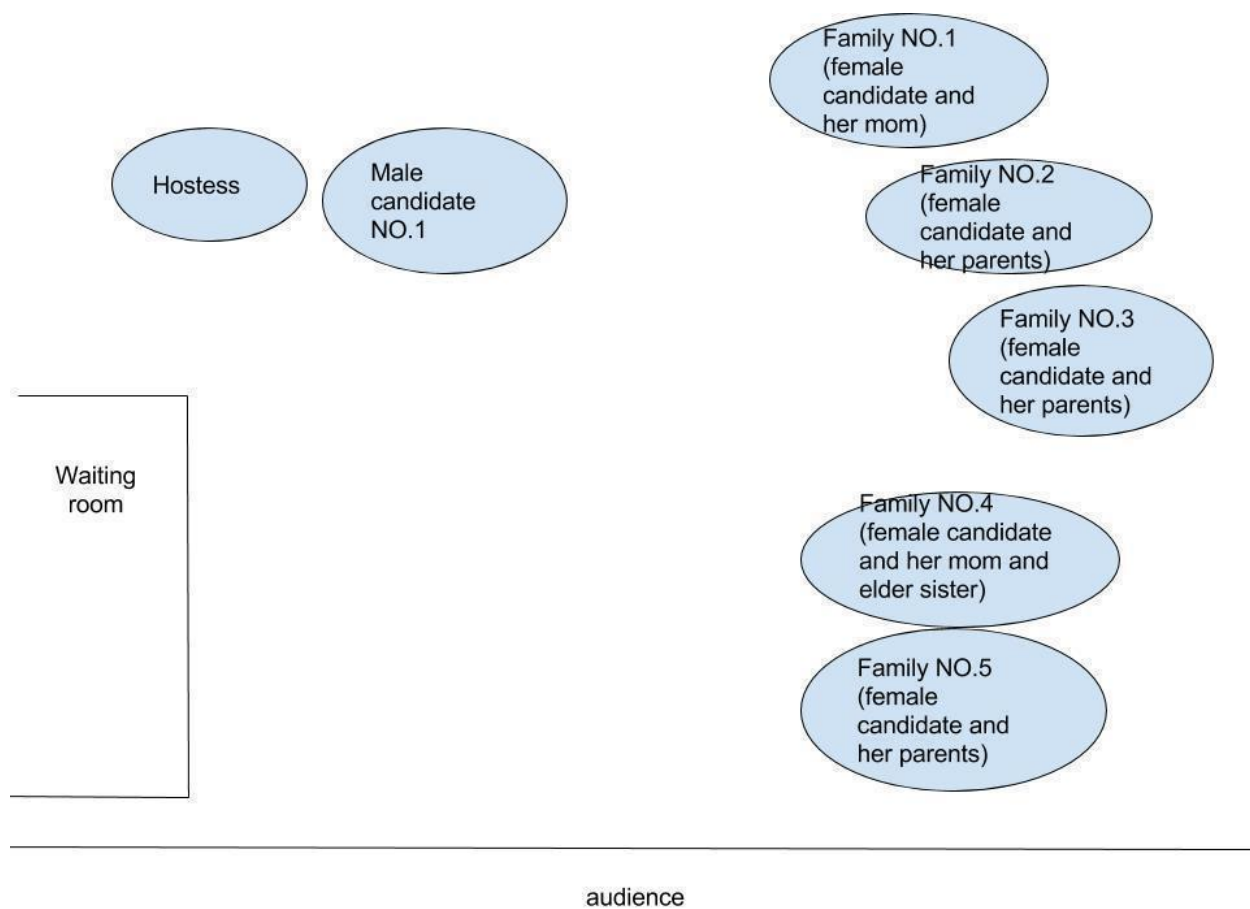 Family NO.1
(female
candidate and
her mom)
Hostess
Male
candidate
NO.1
Family NO.2
(female
candidate and
her parents)
Family NO.3
(female
candidate and
her parents)
Waiting
room
Family NO.4
(female candidate
and her mom and
elder sister)
Family NO.5
(female
candidate and
her parents)
audience